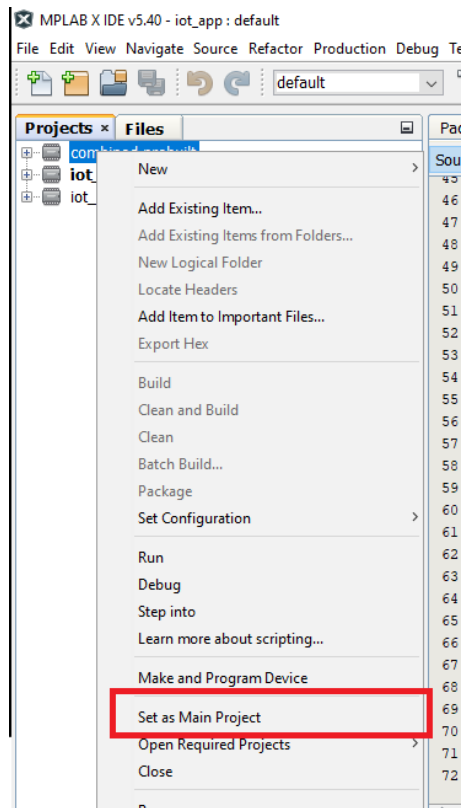 MPLAB X IDE v5.40 - iot_app : default
File Edit View Navigate Source Refactor Production Debug
default
Projects × Files
combined prebuilt
iot_
iot_
New
Add Existing Item...
Add Existing Items from Folders...
New Logical Folder
Locate Headers
Add Item to Important Files...
Export Hex
Build
Clean and Build
Clean
Batch Build...
Package
Set Configuration
Run
Debug
Step into
Learn more about scripting...
Make and Program Device
Set as Main Project
Open Required Projects
Close
Pac
Sou
45
46
47
48
49
50
51
52
53
54
55
56
57
58
59
60
61
62
63
64
65
66
67
68
69
70
71
72